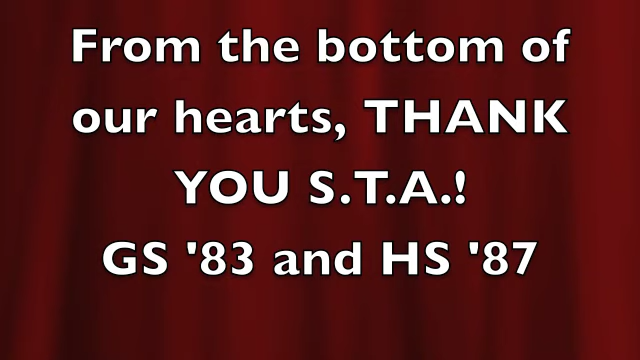 From the bottom of
our hearts, THANK
YOU S.T.A.!
GS '83 and HS '87